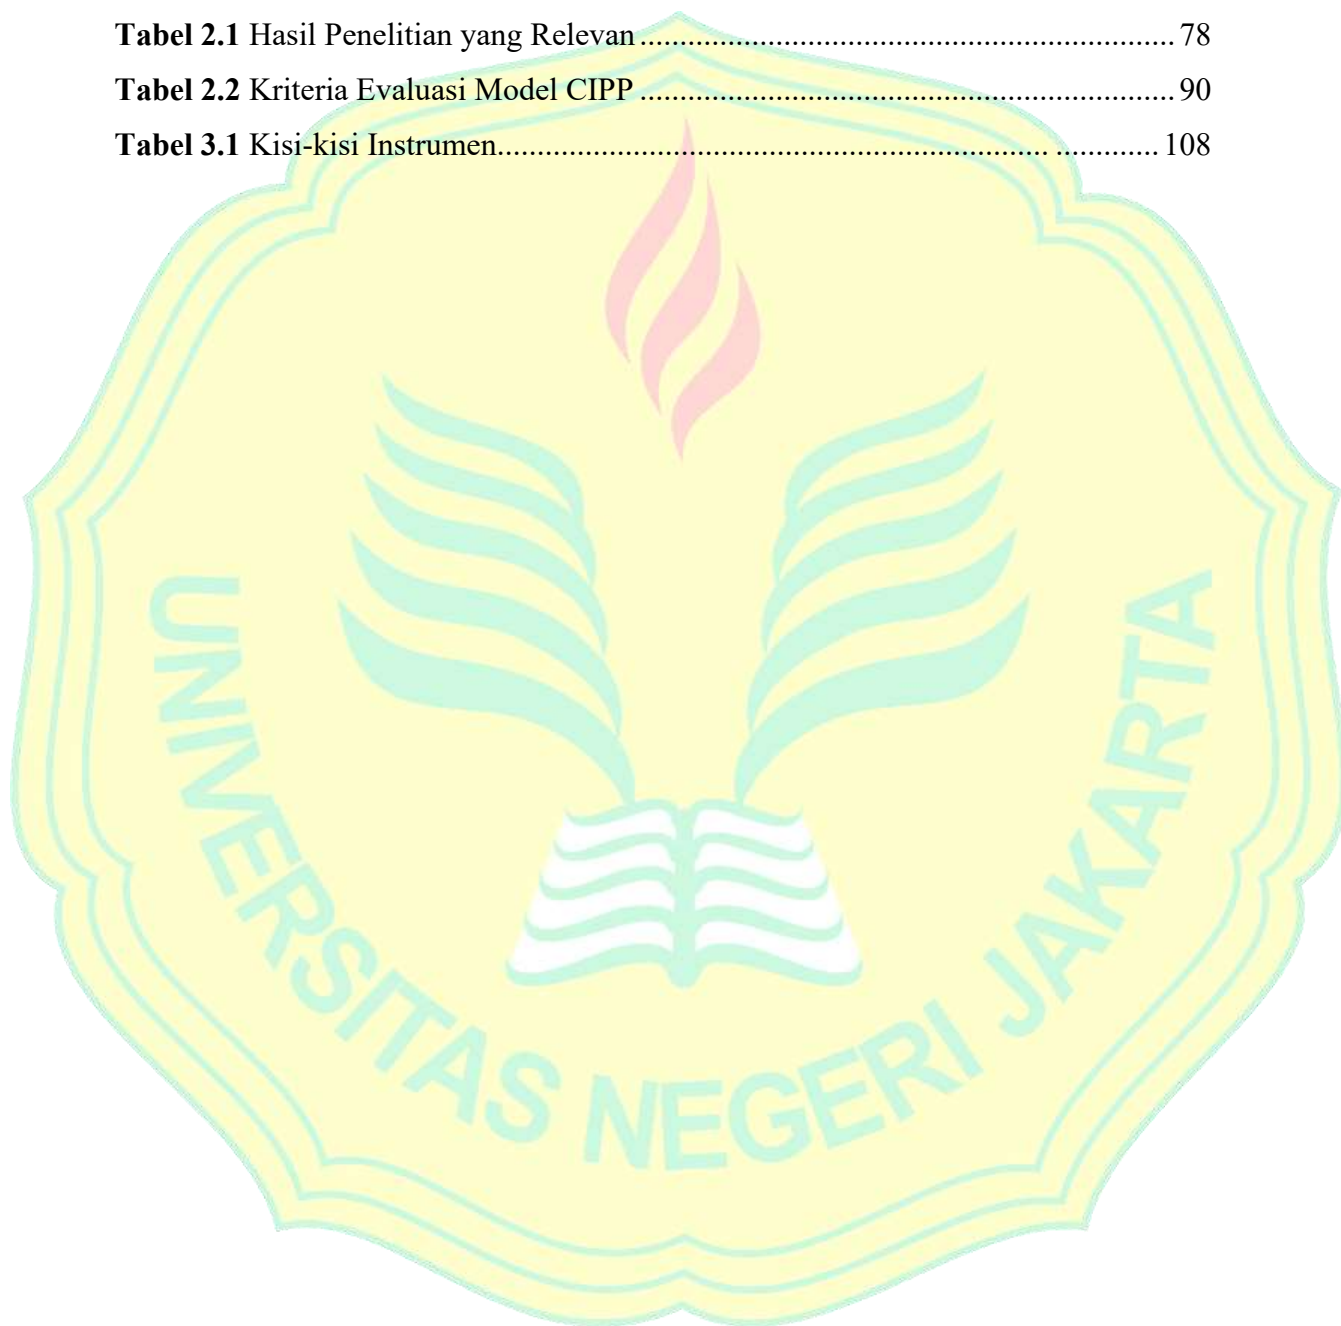 Tabel 2.1 Hasil Penelitian yang Relevan.................................................................... 78
Tabel 2.2 Kriteria Evaluasi Model CIPP .................................................................... 90
Tabel 3.1 Kisi-kisi Instrumen..................................................................... ............. 108
UNIVERSITAS NEGERI JAKARTA